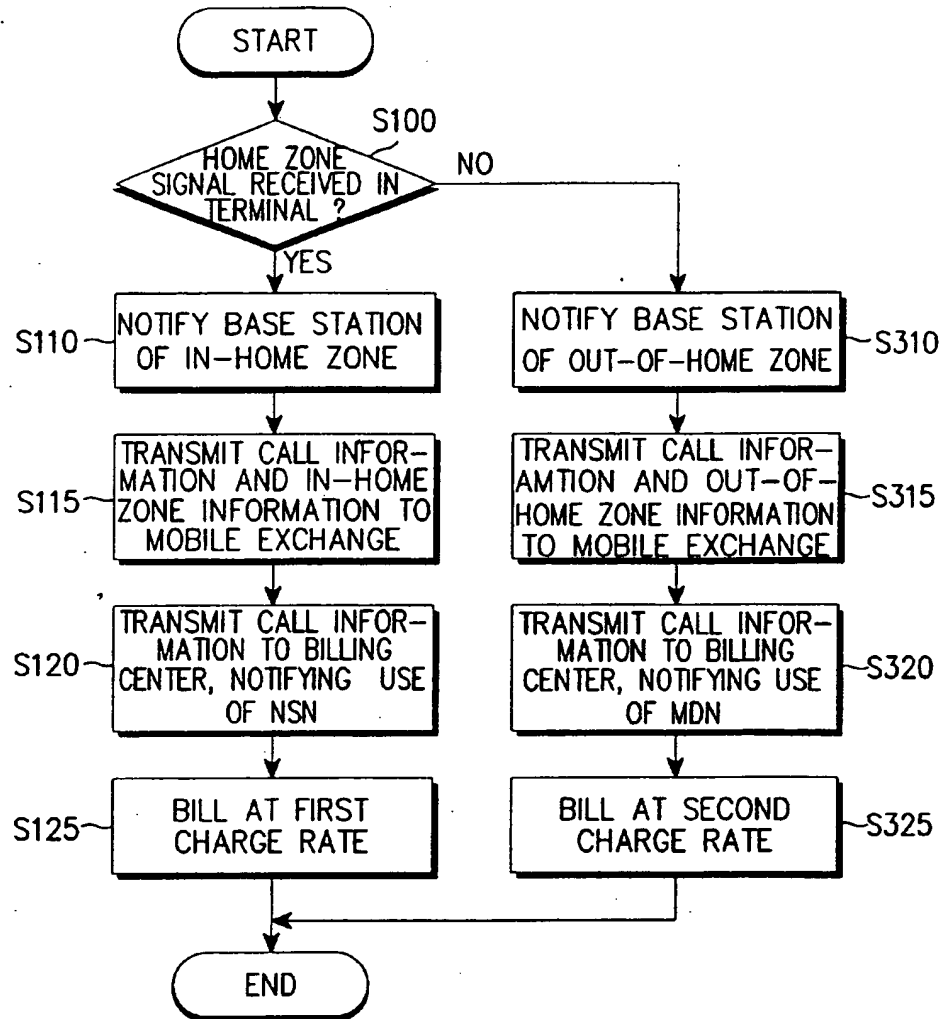 START
S100
HOME ZONE
SIGNAL RECEIVED IN
TERMINAL ?
NO
YES
S110
NOTIFY BASE STATION
OF IN-HOME ZONE
NOTIFY BASE STATION
OF OUT-OF-HOME ZONE
S310
S115
TRANSMIT CALL INFOR-
MATION AND IN-HOME
ZONE INFORMATION TO
MOBILE EXCHANGE
TRANSMIT CALL INFOR-
AMTION AND OUT-OF-
HOME ZONE INFORMATION
TO MOBILE EXCHANGE
S315
S120
TRANSMIT CALL INFOR-
MATION TO BILLING
CENTER, NOTIFYING USE
OF NSN
TRANSMIT CALL INFOR-
MATION TO BILLING
CENTER, NOTIFYING USE
OF MDN
S320
S125
BILL AT FIRST
CHARGE RATE
BILL AT SECOND
CHARGE RATE
S325
END